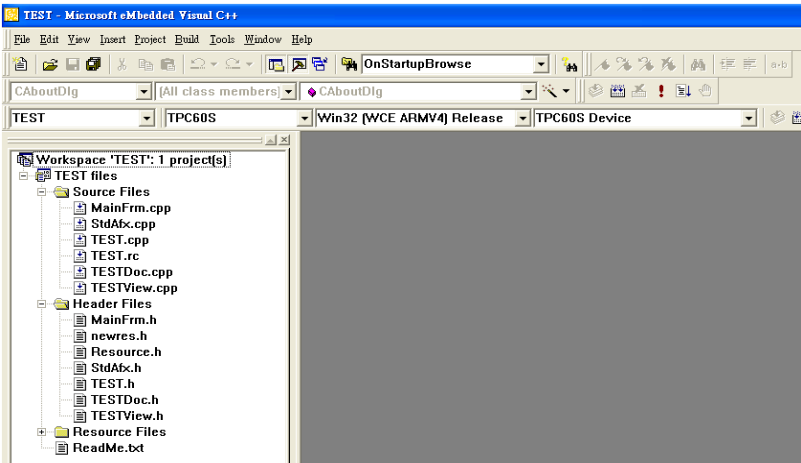 TEST - Microsoft eMbedded Visual C++
File Edit View Insert Project Build Tools Window Help
OnStartupBrowse
a-b
CAboutDlg [All class members] CAboutDlg
TEST TPC60S Win32 (WCE ARMV4) Release TPC60S Device
Workspace 'TEST': 1 project(s)
TEST files
Source Files
MainFrm.cpp
StdAfx.cpp
TEST.cpp
TEST.rc
TESTDoc.cpp
TESTView.cpp
Header Files
MainFrm.h
newres.h
Resource.h
StdAfx.h
TEST.h
TESTDoc.h
TESTView.h
Resource Files
ReadMe.txt